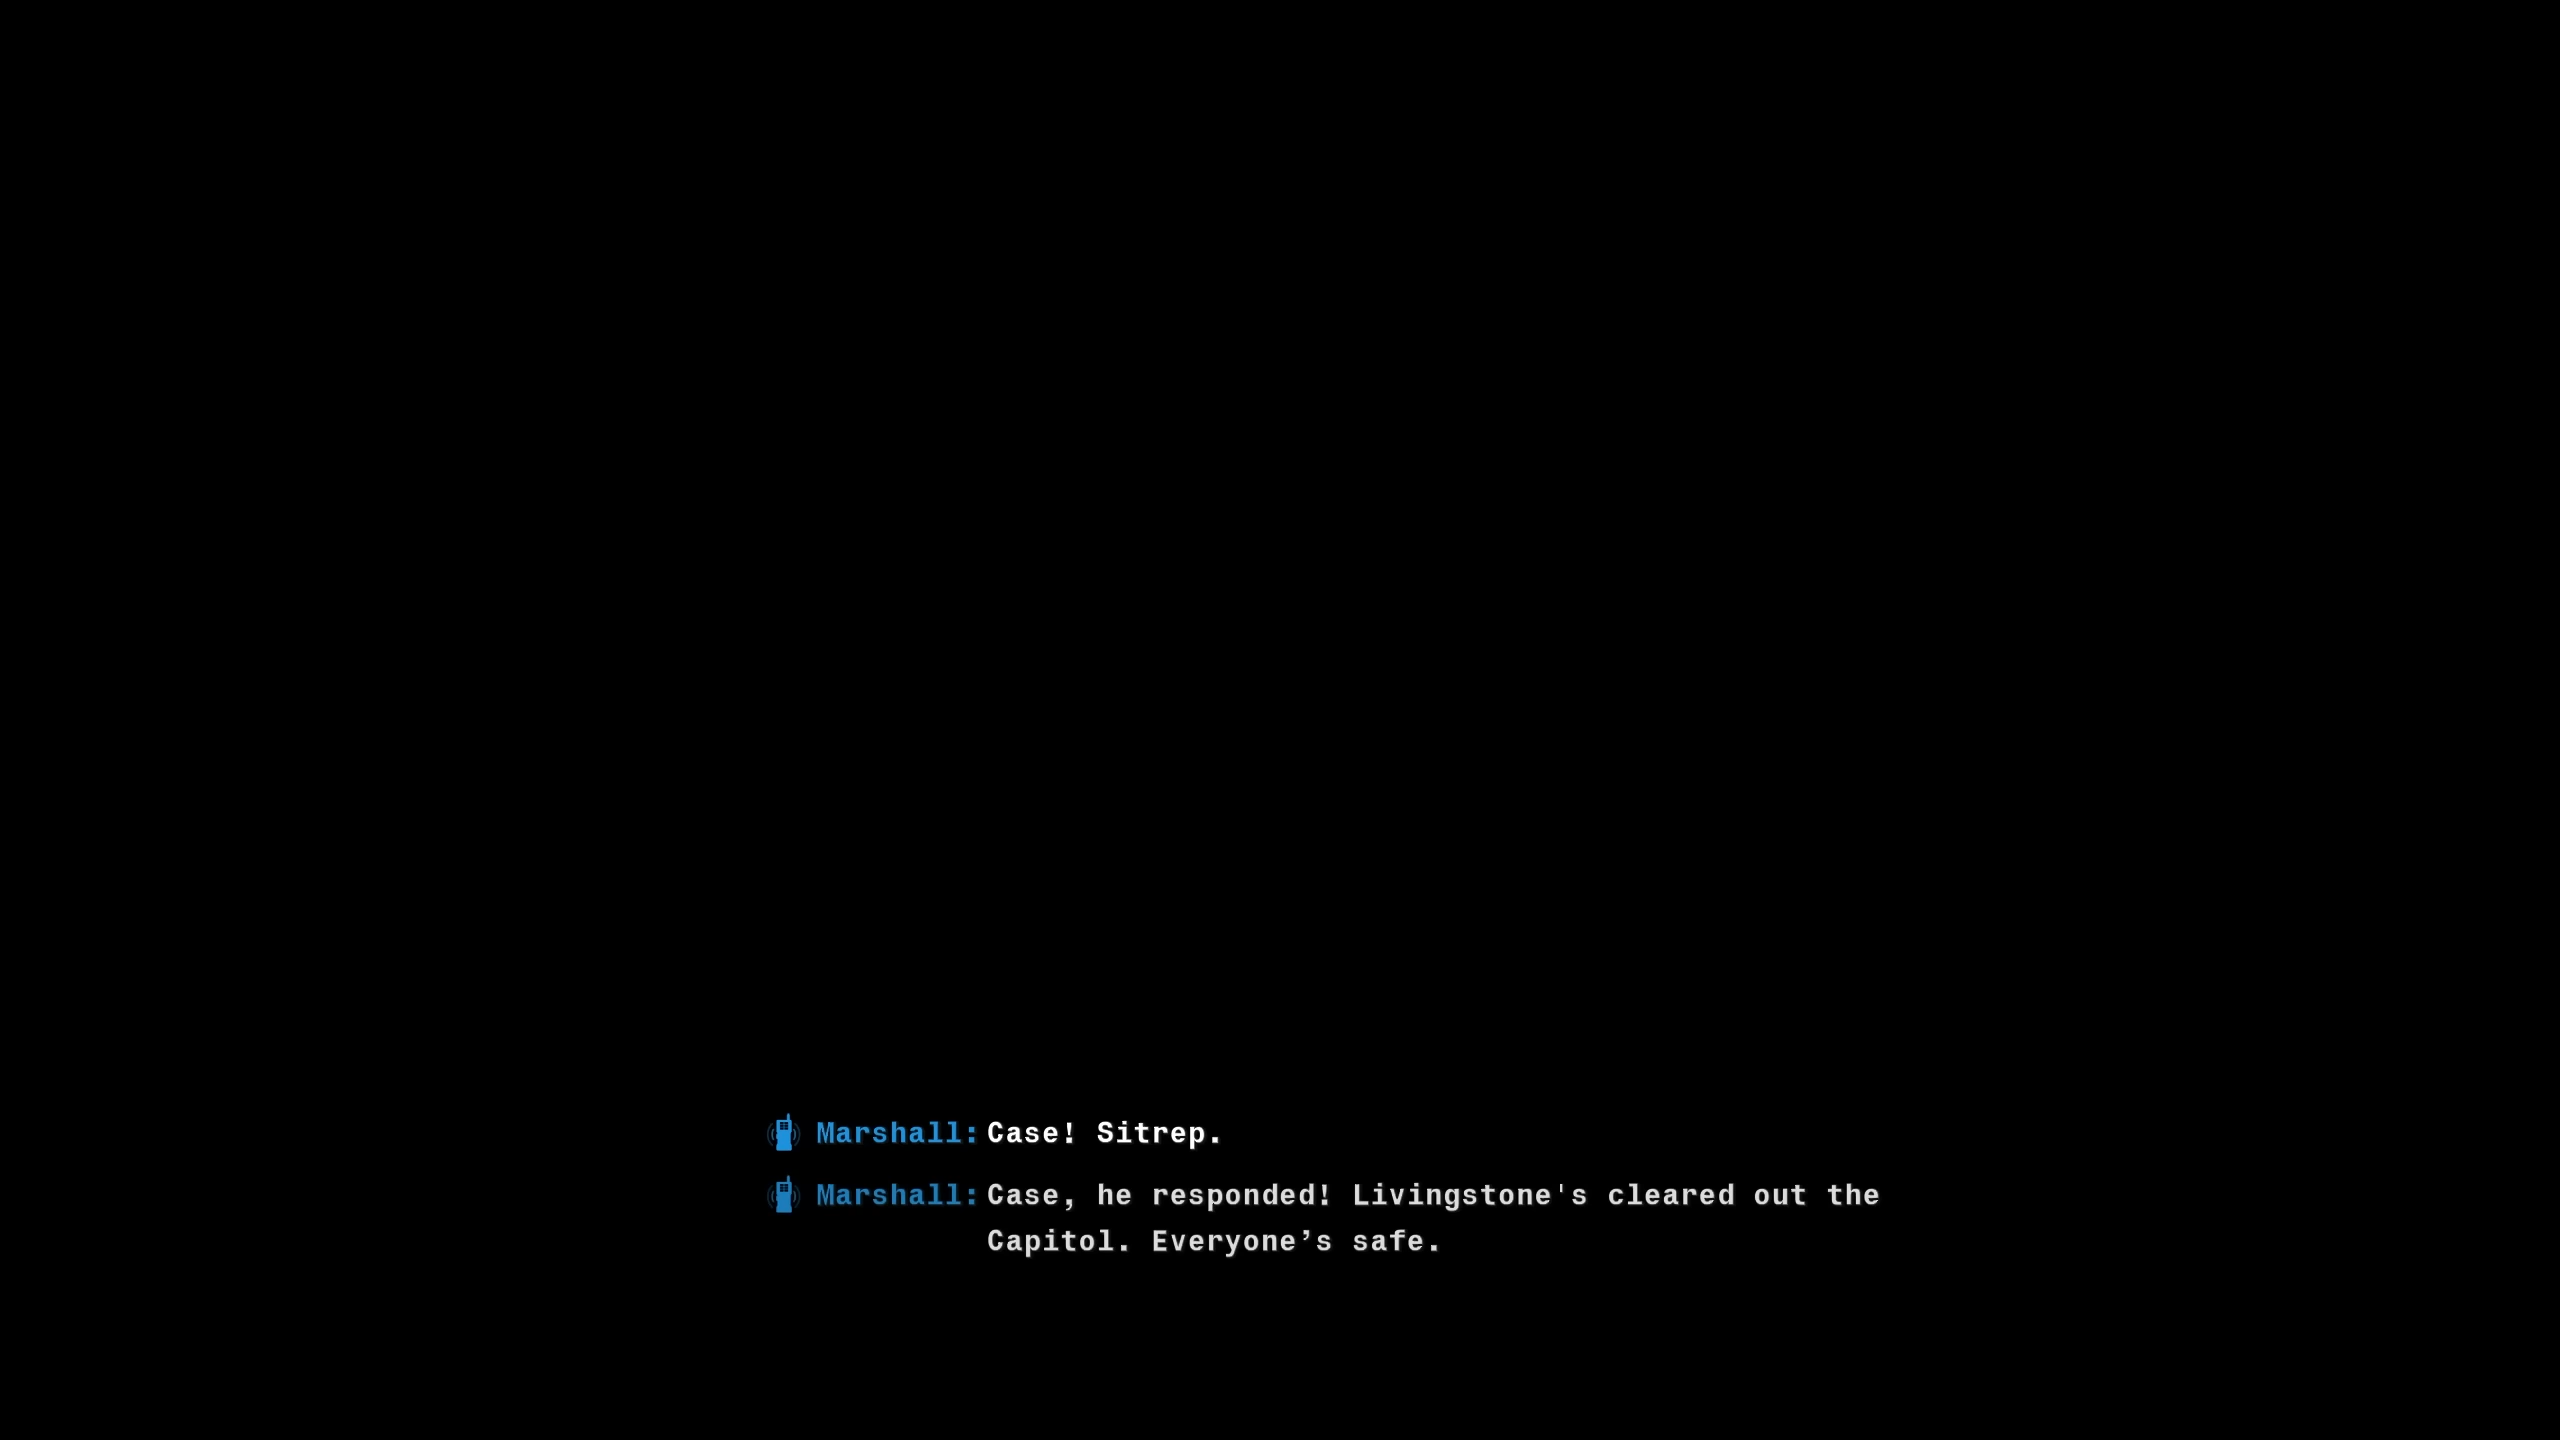 Marshall: Case! Sitrep.
Marshall: Case, he responded! Livingstone's cleared out the
Capitol. Everyone’s safe.